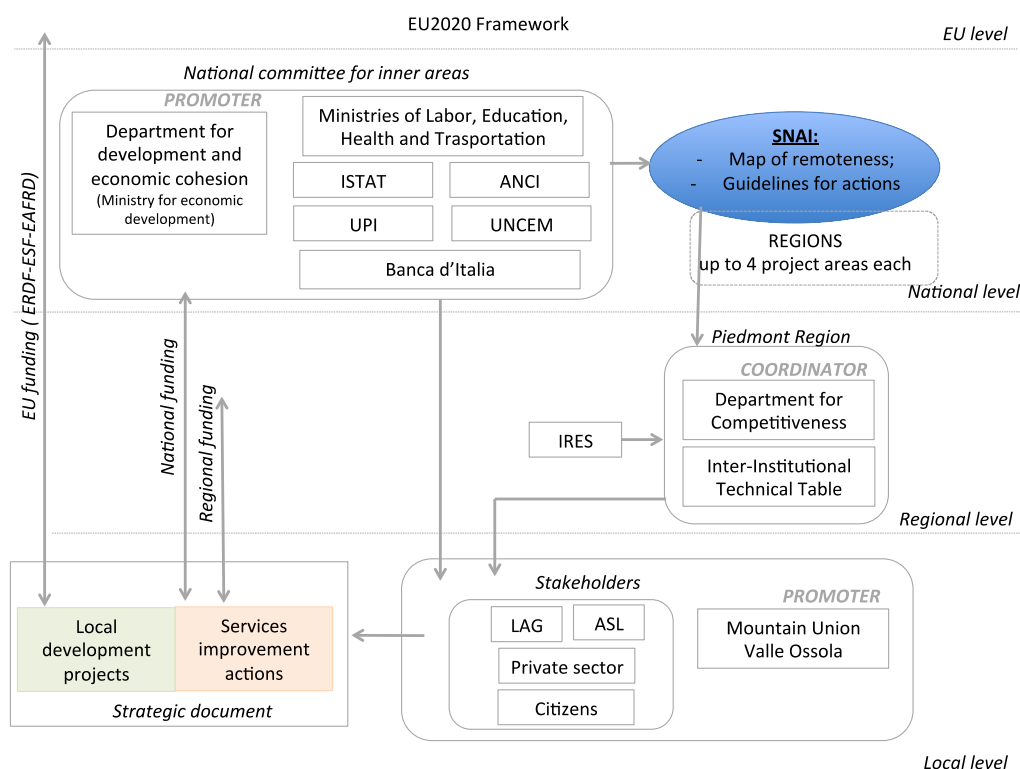 EU2020 Framework
EU level
National committee for inner areas
PROMOTER
Department for
development and
economic cohesion
(Ministry for economic
development)
Ministries of Labor, Education,
Health and Trasportation
ISTAT
ANCI
UPI
UNCEM
Banca d’Italia
SNAI:
- Map of remoteness;
- Guidelines for actions
REGIONS
up to 4 project areas each
National level
EU funding ( ERDF-ESF-EAFRD)
National funding
Regional funding
Piedmont Region
COORDINATOR
Department for
Competitiveness
IRES
Inter-Institutional
Technical Table
Regional level
Local
development
projects
Services
improvement
actions
Strategic document
Stakeholders
LAG
ASL
Private sector
Citizens
PROMOTER
Mountain Union
Valle Ossola
Local level